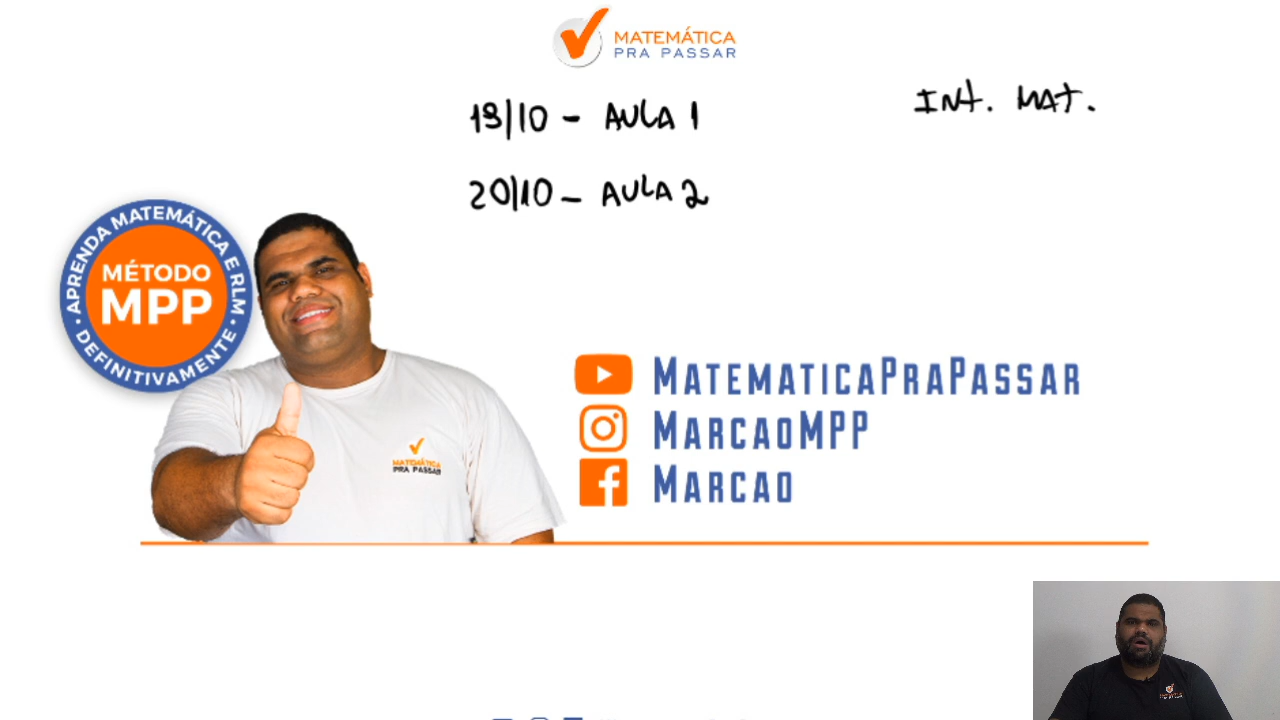 MATEMÁTICA
PRA PASSAR
19/10 - AULA 1
INT. MAT.
20/10 - AULA 2
• APRENDA MATEMÁTICA E RLM •
DEFINITIVAMENTE
MÉTODO
MPP
MATEMATICAPRAPASSAR
MARCAOMPP
MARCAO
MATEMÁTICA
PRA PASSAR